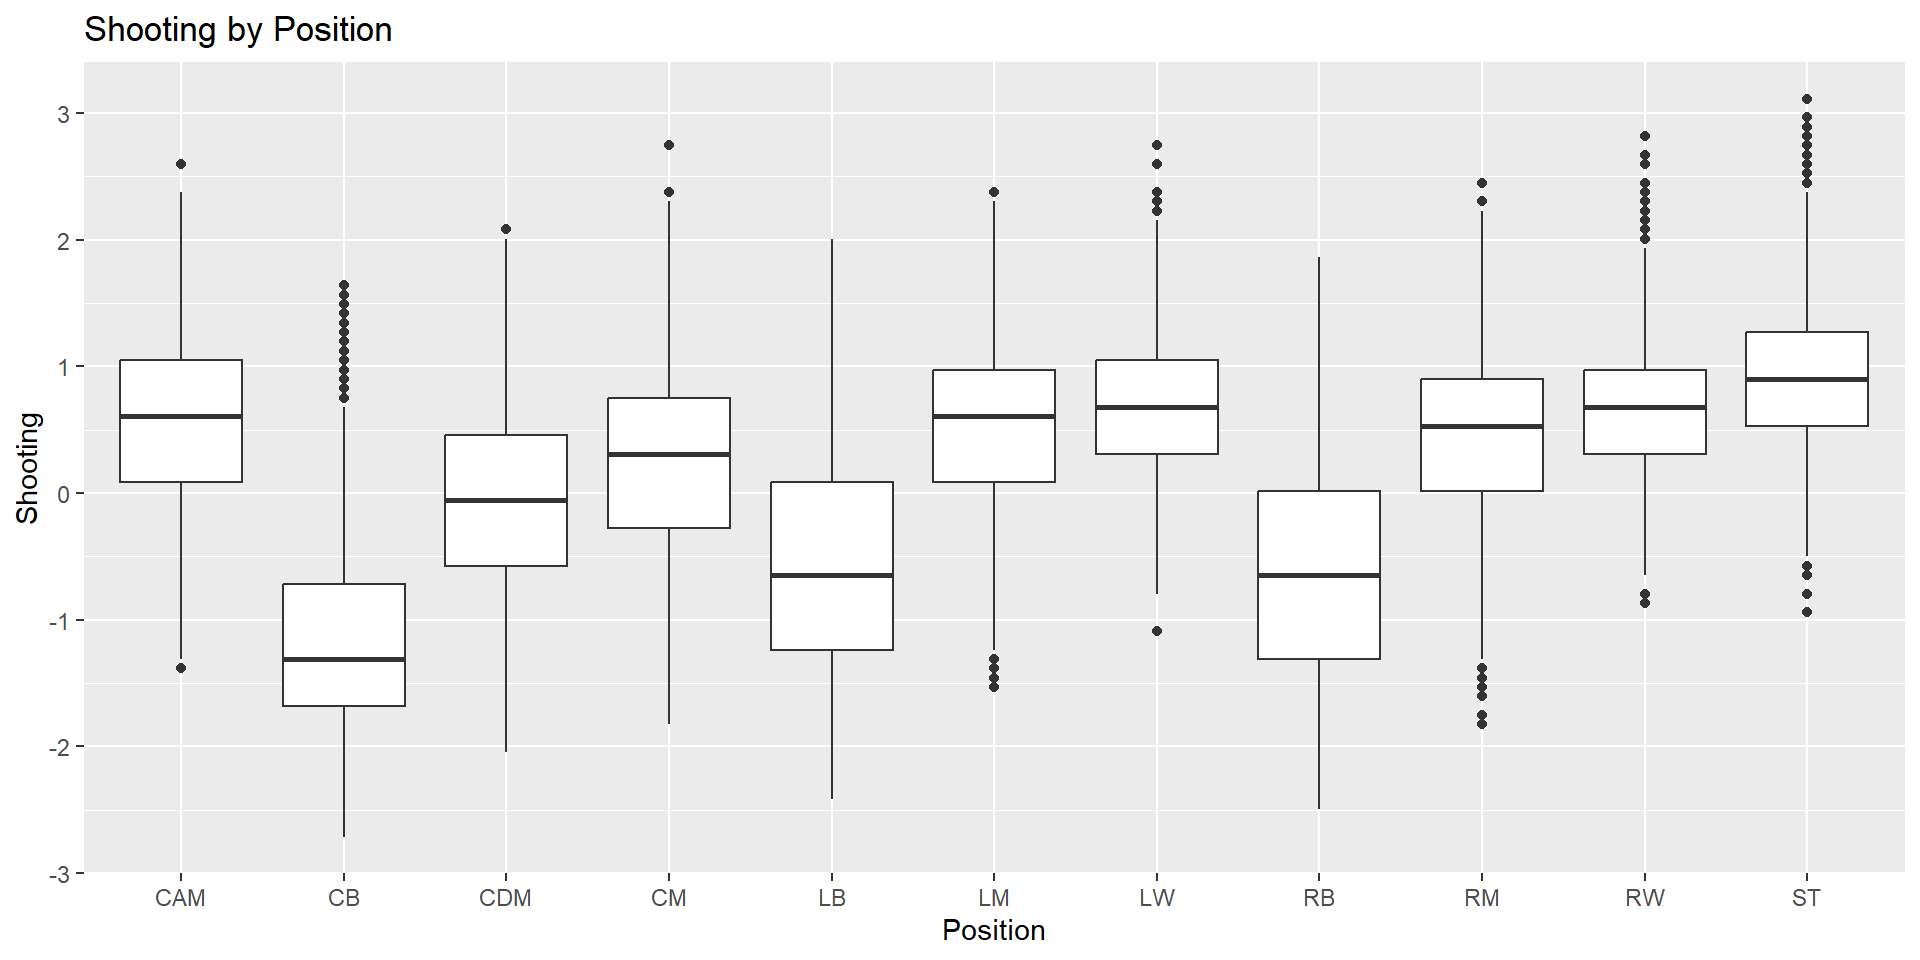 Shooting by Position
Shooting
3
2
1
0
-1
-2
-3
CAM CB CDM CM LB LM LW RB RM RW ST
Position